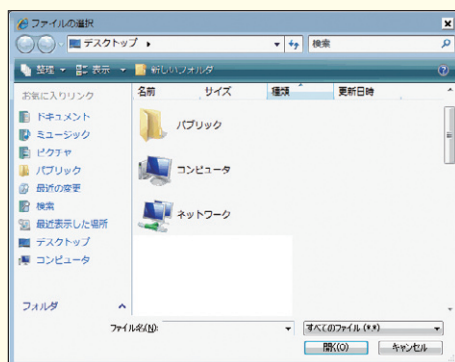 ファイルの選択
デスクトップ
検索
整理 表示 新しいフォルダ
お気に入りリンク
ドキュメント
ミュージック
ピクチャ
パブリック
最近の変更
検索
最近表示した場所
デスクトップ
コンピュータ
フォルダ
名前 サイズ 種類 更新日時
パブリック
コンピュータ
ネットワーク
ファイル名(N):
すべてのファイル (*.*)
開く(O) キャンセル